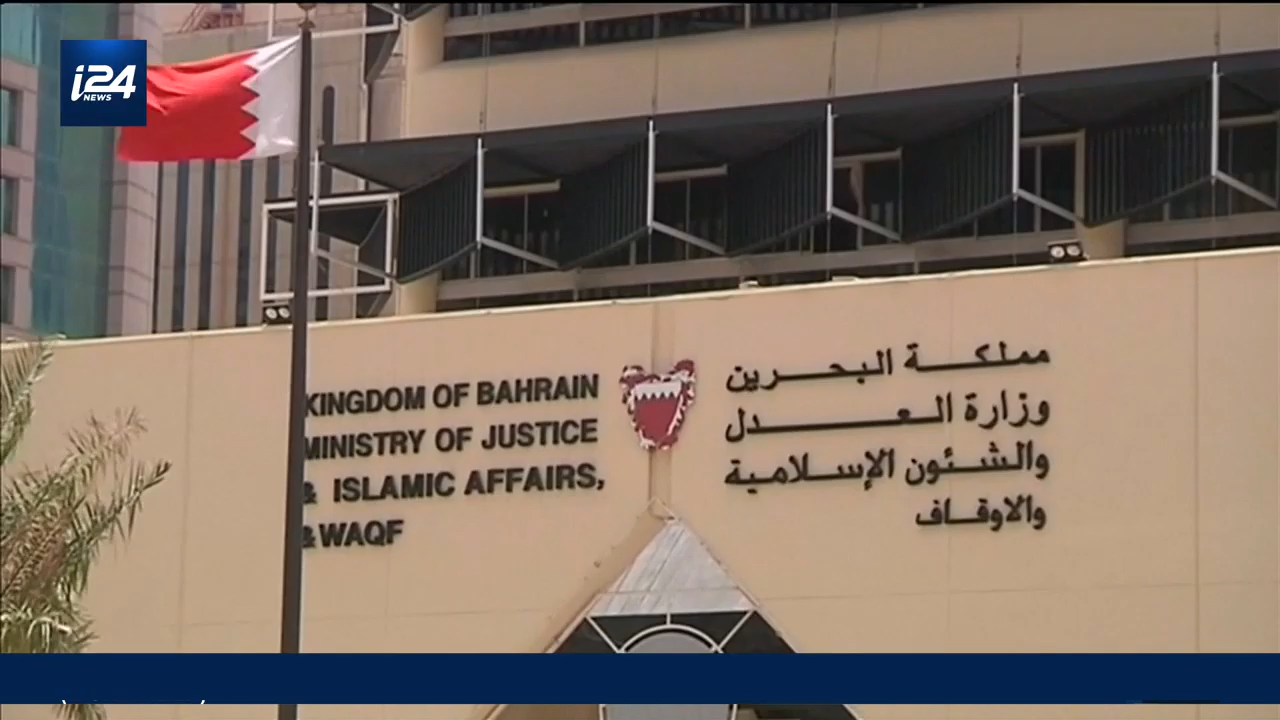 i24
NEWS
KINGDOM OF BAHRAIN
MINISTRY OF JUSTICE
& ISLAMIC AFFAIRS,
& WAQF
مملكة البحرين
وزارة العدل
والشئون الإسلامية
والاوقاف